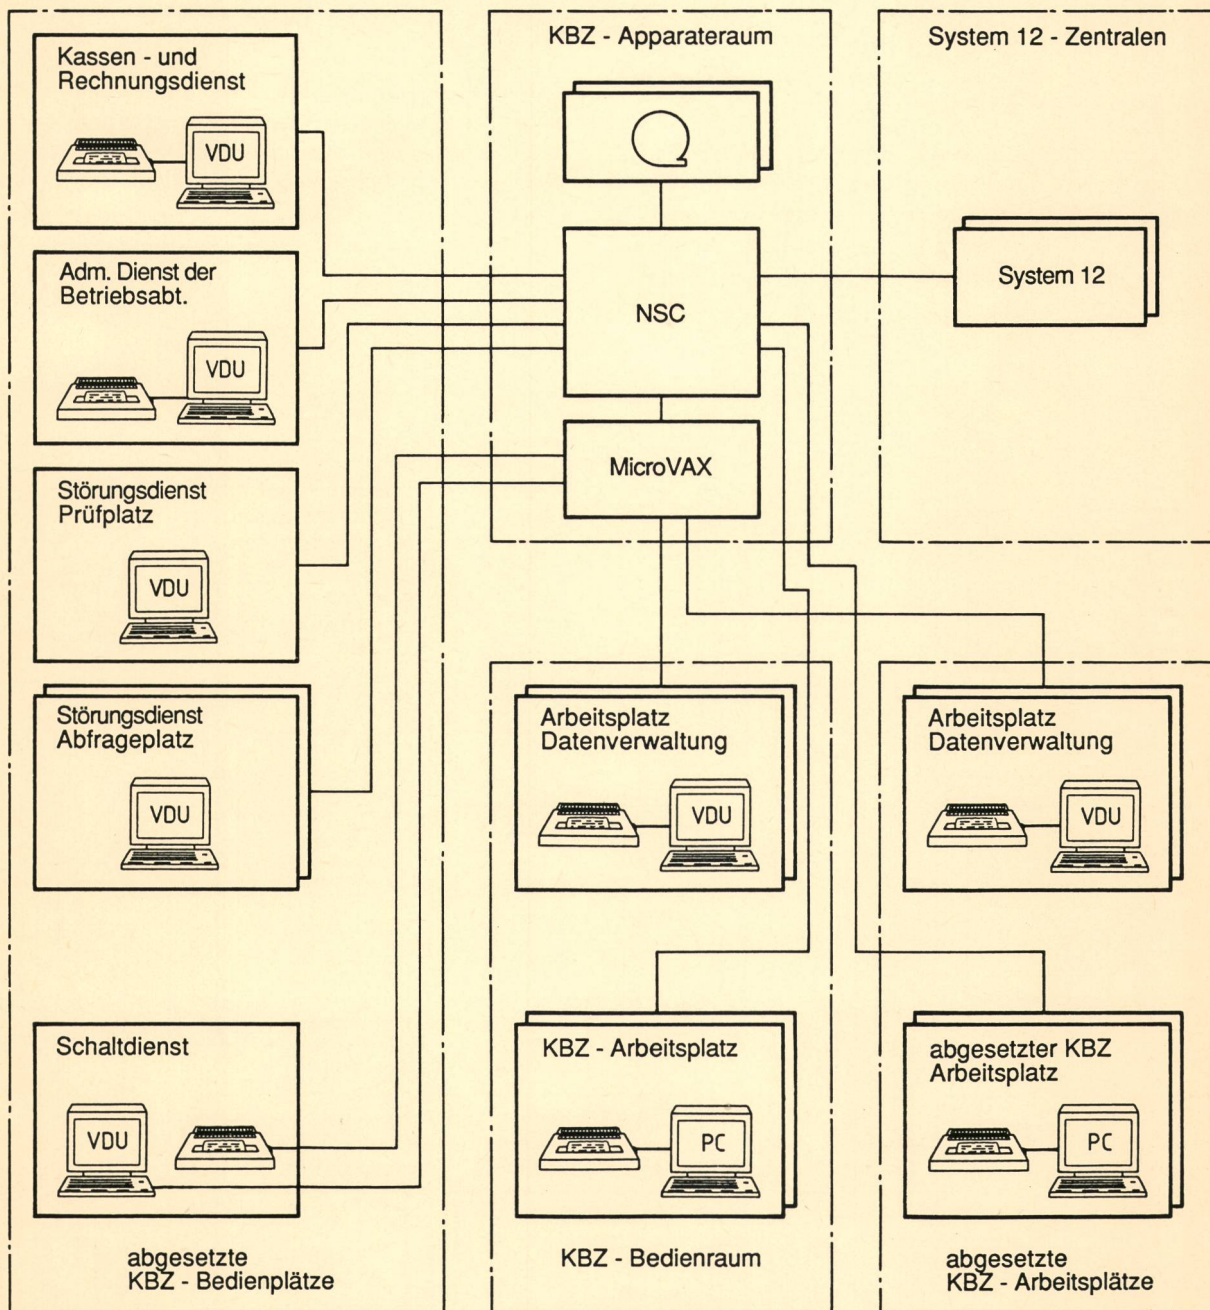 Kassen - und
Rechnungsdienst
VDU
Adm. Dienst der
Betriebsabt.
VDU
Störungsdienst
Prüfplatz
VDU
Störungsdienst
Abfrageplatz
VDU
Schaltdienst
VDU
abgesetzte
KBZ - Bedienplätze
KBZ - Apparateraum
NSC
MicroVAX
Arbeitsplatz
Datenverwaltung
VDU
KBZ - Arbeitsplatz
PC
KBZ - Bedienraum
System 12 - Zentralen
System 12
Arbeitsplatz
Datenverwaltung
VDU
abgesetzter KBZ
Arbeitsplatz
PC
abgesetzte
KBZ - Arbeitsplätze